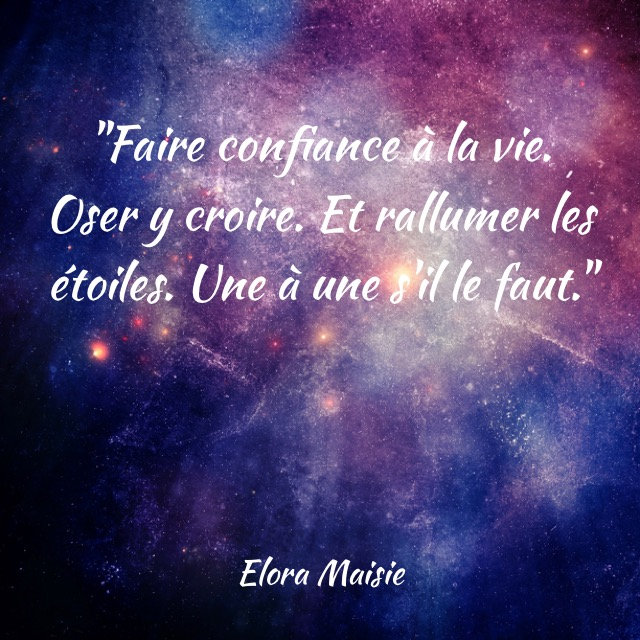 "Faire confiance à la vie.
Oser y croire. Et rallumer les
étoiles. Une à une s'il le faut."
Elora Maisie